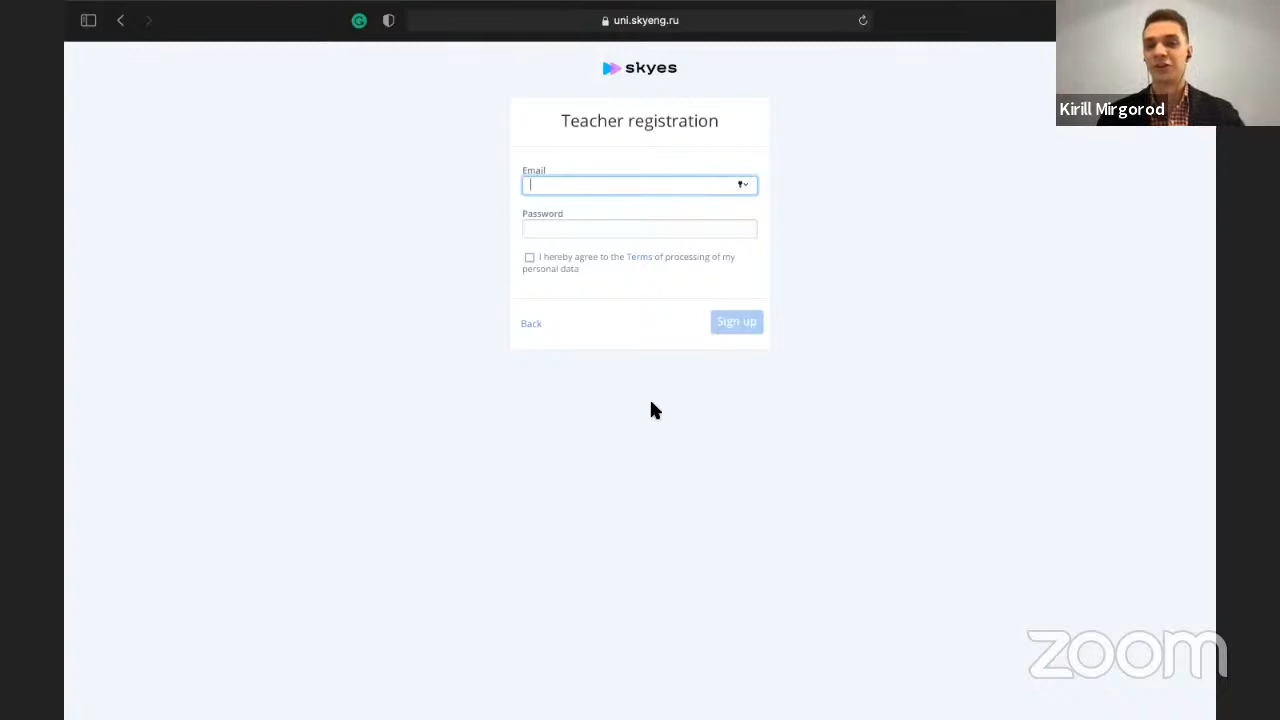 uni.skyeng.ru
skyes
Kirill Mirgorod
Teacher registration
Email
Password
I hereby agree to the Terms of processing of my
personal data
Back
Sign up
zoom